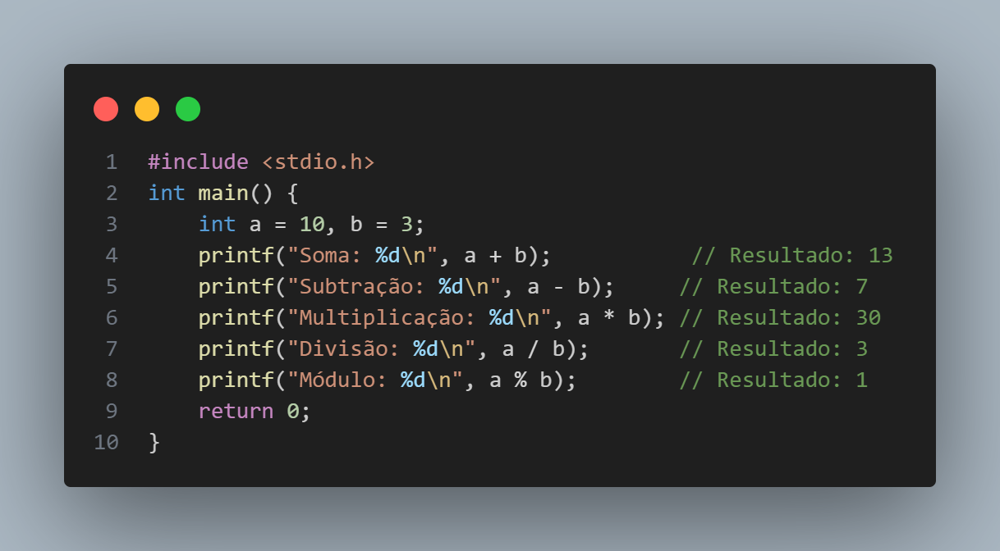 1 #include <stdio.h>
2 int main() {
3     int a = 10, b = 3;
4     printf("Soma: %d\n", a + b);           // Resultado: 13
5     printf("Subtração: %d\n", a - b);     // Resultado: 7
6     printf("Multiplicação: %d\n", a * b); // Resultado: 30
7     printf("Divisão: %d\n", a / b);       // Resultado: 3
8     printf("Módulo: %d\n", a % b);        // Resultado: 1
9     return 0;
10 }